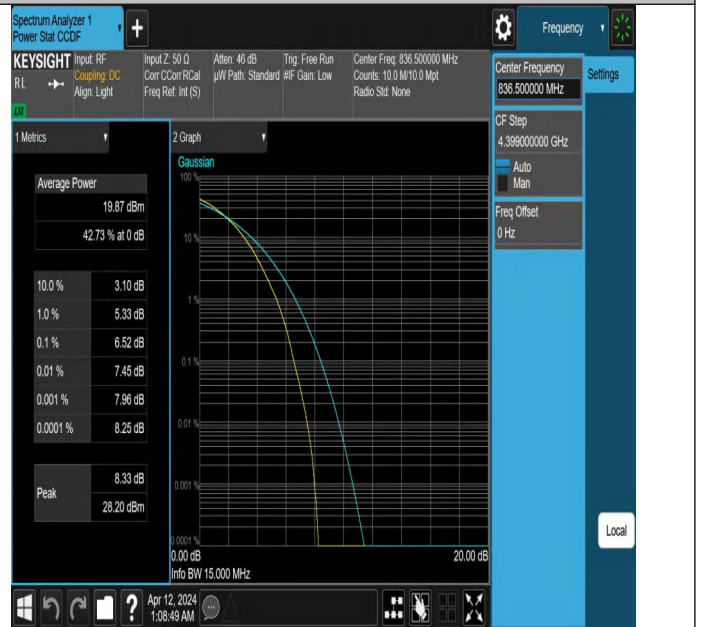 Spectrum Analyzer 1
Power Stat CCDF
+
Frequency
KEYSIGHT
RL
LXI
Input: RF
Coupling: DC
Align: Light
Input Z: 50 Ω
Corr CCorr RCal
Freq Ref: Int (S)
Atten: 46 dB
µW Path: Standard
Trig: Free Run
#IF Gain: Low
Center Freq: 836.500000 MHz
Counts: 10.0 M/10.0 Mpt
Radio Std: None
Center Frequency
836.500000 MHz
Settings
CF Step
4.399000000 GHz
Auto
Man
Freq Offset
0 Hz
1 Metrics
Average Power
19.87 dBm
42.73 % at 0 dB
10.0 % 3.10 dB
1.0 % 5.33 dB
0.1 % 6.52 dB
0.01 % 7.45 dB
0.001 % 7.96 dB
0.0001 % 8.25 dB
Peak
8.33 dB
28.20 dBm
2 Graph
Gaussian
100 %
10 %
1 %
0.1 %
0.01 %
0.001 %
0.0001 %
0.00 dB
20.00 dB
Info BW 15.000 MHz
Local
?
Apr 12, 2024
1:08:49 AM